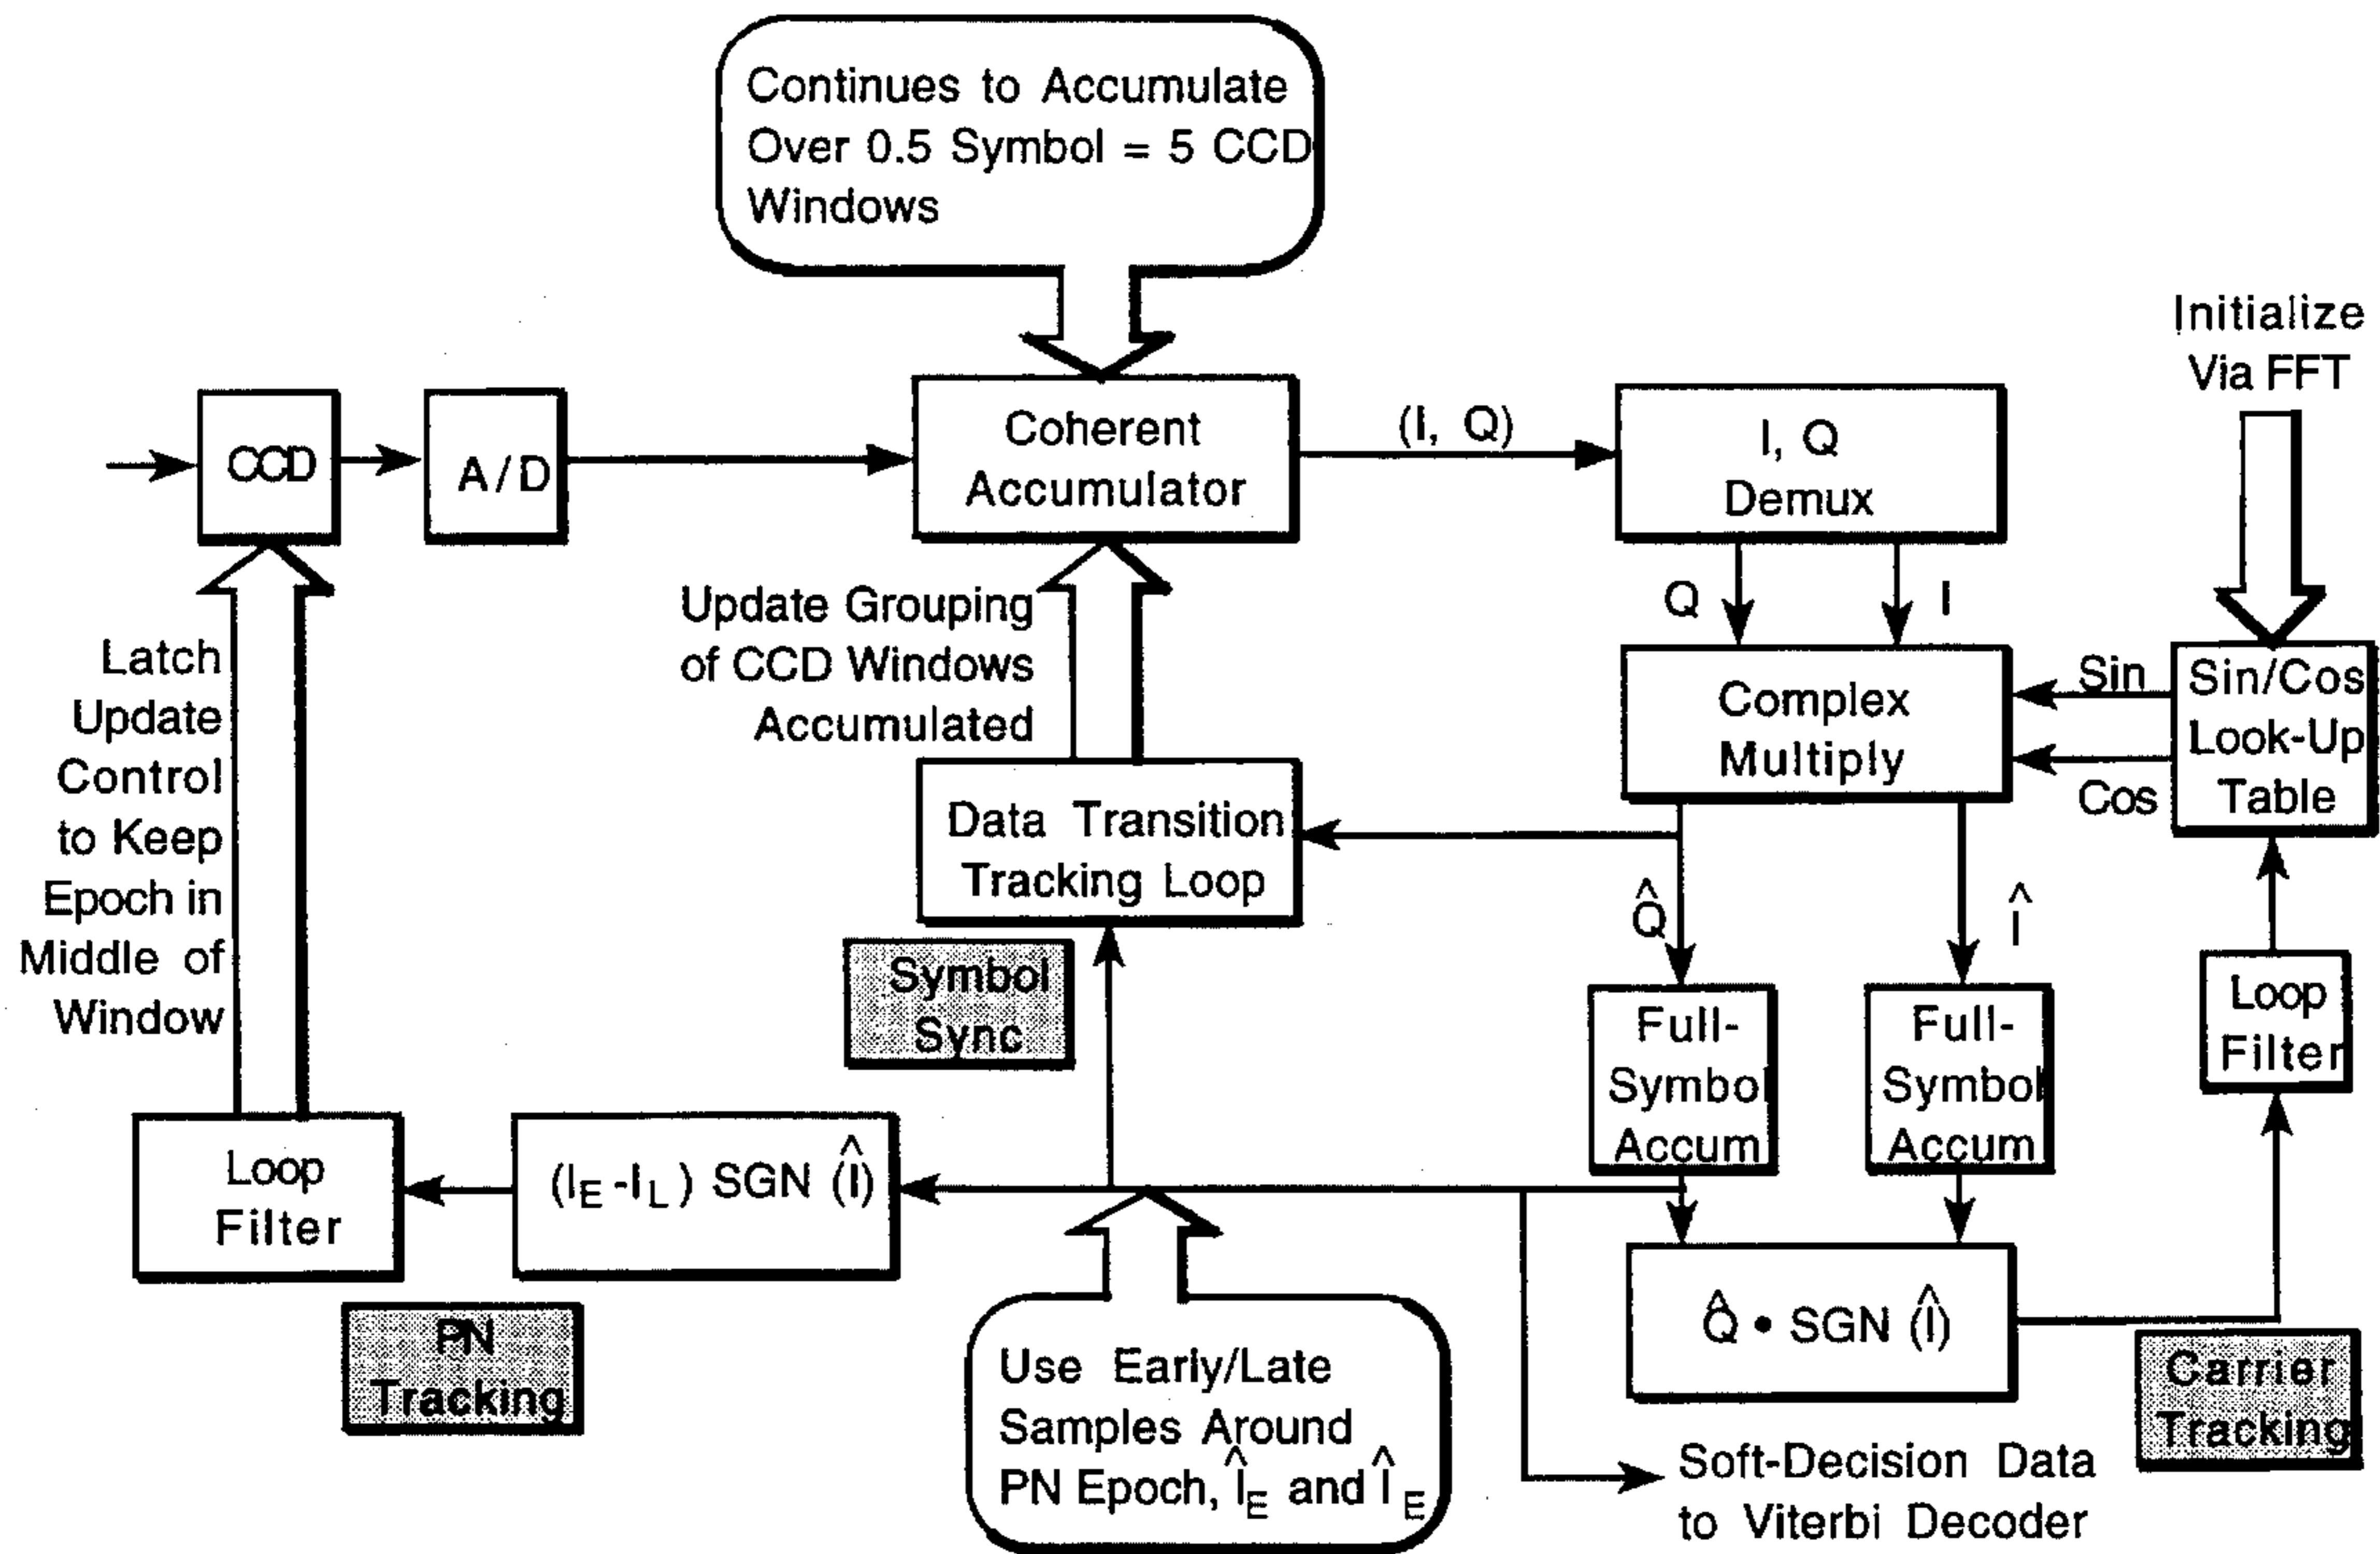 Continues to Accumulate
Over 0.5 Symbol = 5 CCD
Windows
Initialize
Via FFT
CCD
A/D
Coherent
Accumulator
(I, Q)
I, Q
Demux
Q
I
Latch
Update
Control
to Keep
Epoch in
Middle of
Window
Update Grouping
of CCD Windows
Accumulated
Complex
Multiply
Sin
Cos
Sin/Cos
Look-Up
Table
Data Transition
Tracking Loop
Symbol
Sync
Q̂
Î
Full-
Symbol
Accum
Full-
Symbol
Accum
Loop
Filter
Loop
Filter
(I_E -I_L) SGN (Î)
PN
Tracking
Use Early/Late
Samples Around
PN Epoch, Î_E and Î_E
Q̂ • SGN (Î)
Carrier
Tracking
Soft-Decision Data
to Viterbi Decoder